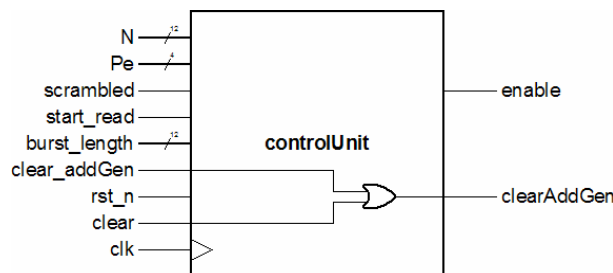 N
12
Pe
4
scrambled
start_read
burst_length
12
clear_addGen
rst_n
clear
clk
controlUnit
enable
clearAddGen